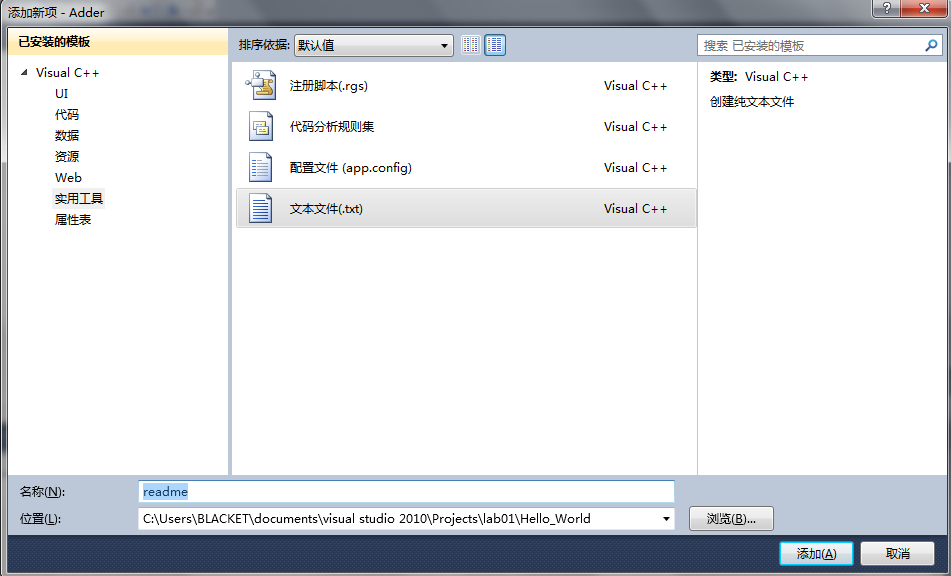 添加新项 - Adder
已安装的模板
Visual C++
UI
代码
数据
资源
Web
实用工具
属性表
排序依据: 默认值
注册脚本(.rgs) Visual C++
代码分析规则集 Visual C++
配置文件 (app.config) Visual C++
文本文件(.txt) Visual C++
搜索 已安装的模板
类型: Visual C++
创建纯文本文件
名称(N): readme
位置(L): C:\Users\BLACKET\documents\visual studio 2010\Projects\lab01\Hello_World
浏览(B)...
添加(A) 取消